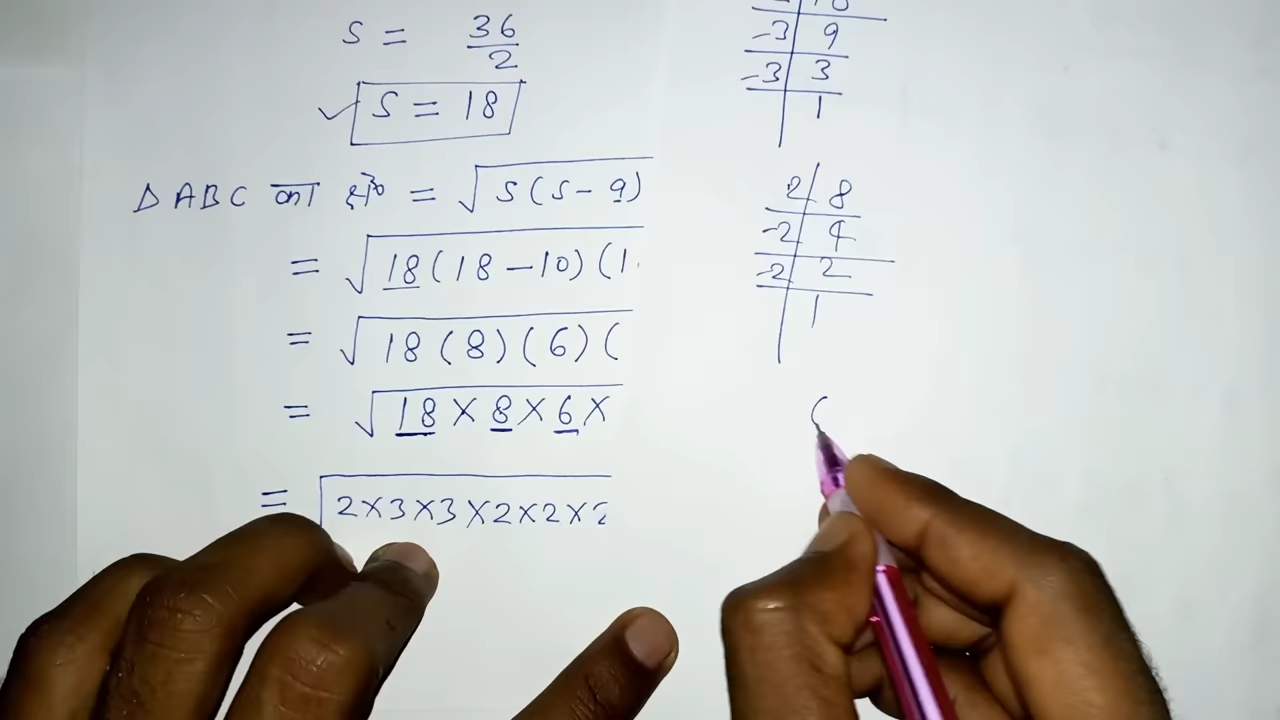 S = 36/2
✓ S = 18
Δ ABC का क्षे० = √S(S-9)
= √18(18-10)(1
= √18(8)(6)(
= √18×8×6×
= √2×3×3×2×2×2
-3 | 9
-3 | 3
1
2 | 8
-2 | 4
-2 | 2
1